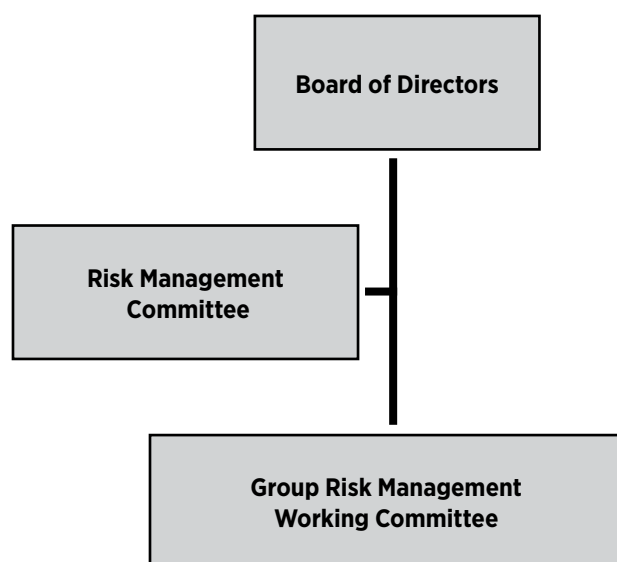 Board of Directors
Risk Management
Committee
Group Risk Management
Working Committee